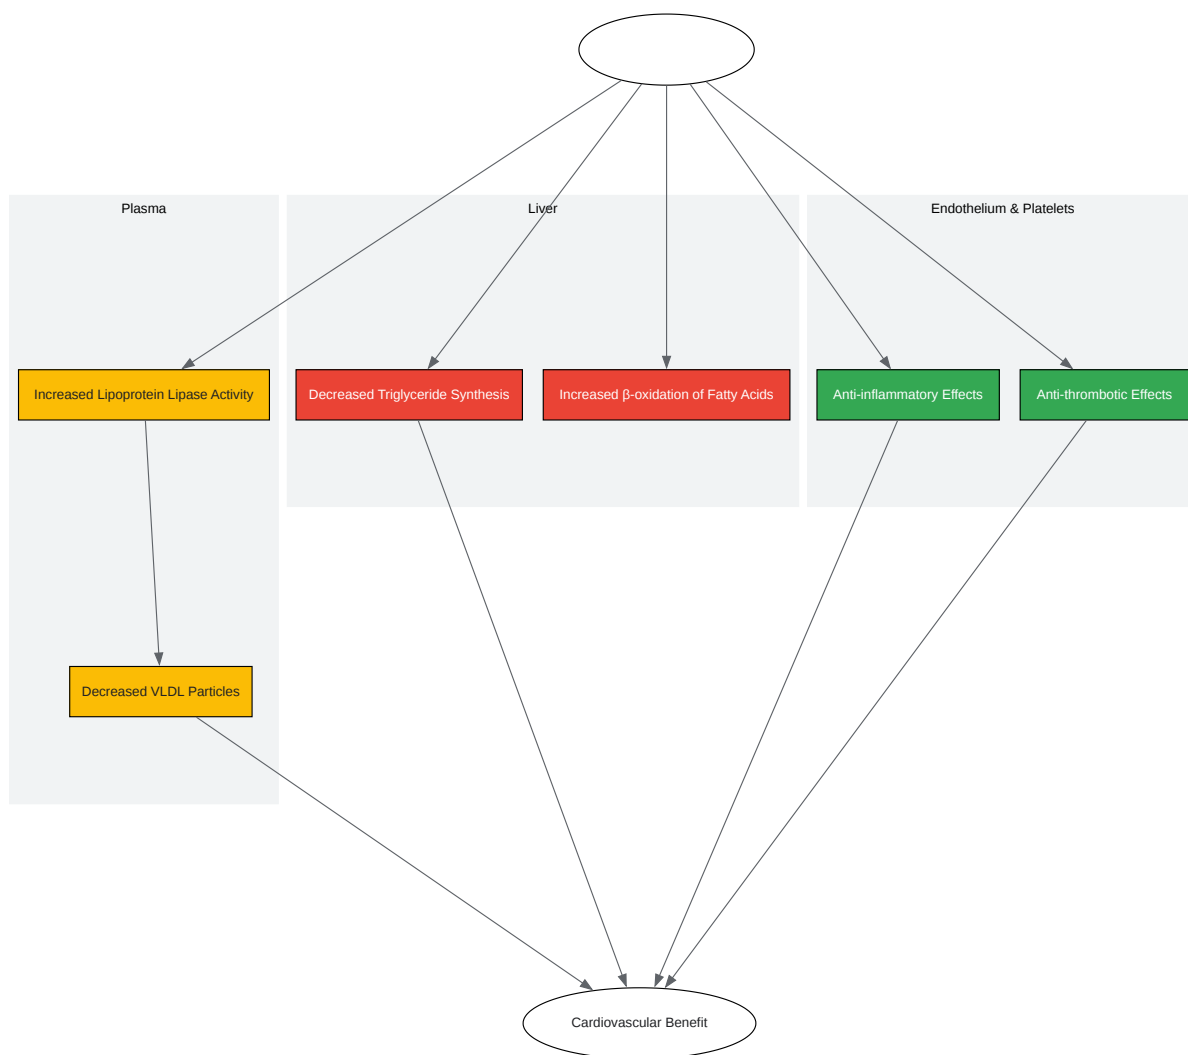 Plasma
Liver
Endothelium & Platelets
Increased Lipoprotein Lipase Activity
Decreased Triglyceride Synthesis
Increased β-oxidation of Fatty Acids
Anti-inflammatory Effects
Anti-thrombotic Effects
Decreased VLDL Particles
Cardiovascular Benefit